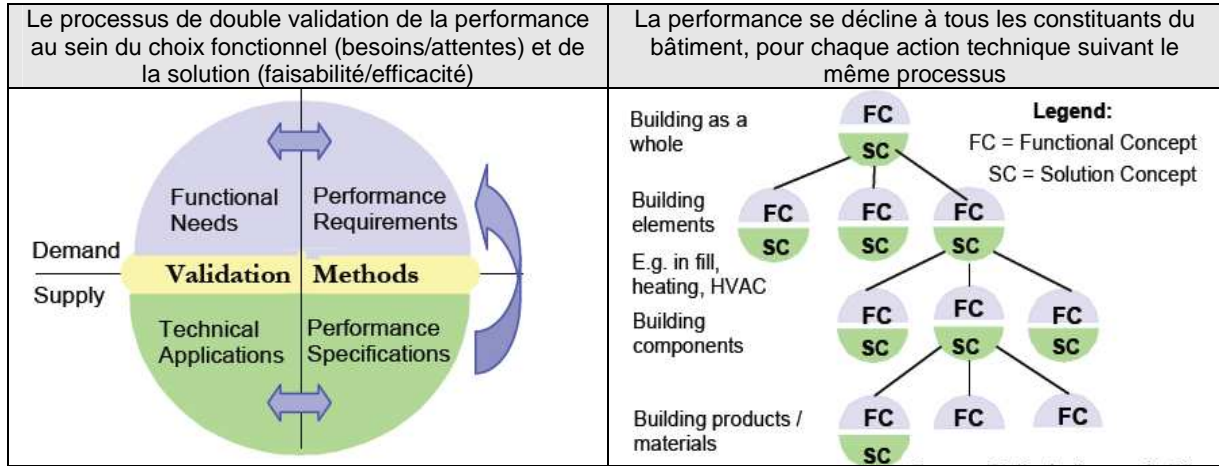 Le processus de double validation de la performance
au sein du choix fonctionnel (besoins/attentes) et de
la solution (faisabilité/efficacité)
La performance se décline à tous les constituants du
bâtiment, pour chaque action technique suivant le
même processus
Functional
Needs
Performance
Requirements
Demand
Validation Methods
Supply
Technical
Applications
Performance
Specifications
Building as a
whole
FC
SC
Legend:
FC = Functional Concept
SC = Solution Concept
Building
elements
FC FC FC
SC SC SC
E.g. in fill,
heating, HVAC
Building
components
FC FC FC
SC SC SC
Building products /
materials
FC FC FC
SC